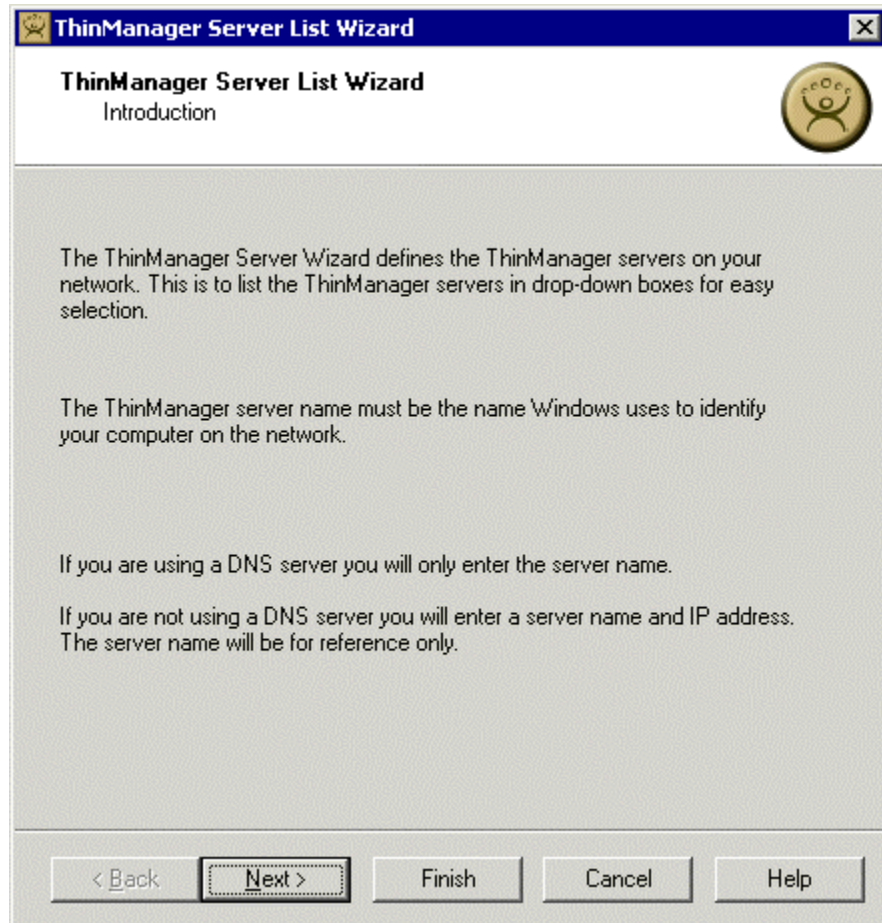 ThinManager Server List Wizard
ThinManager Server List Wizard
Introduction
The ThinManager Server Wizard defines the ThinManager servers on your
network. This is to list the ThinManager servers in drop-down boxes for easy
selection.
The ThinManager server name must be the name Windows uses to identify
your computer on the network.
If you are using a DNS server you will only enter the server name.
If you are not using a DNS server you will enter a server name and IP address.
The server name will be for reference only.
< Back Next > Finish Cancel Help